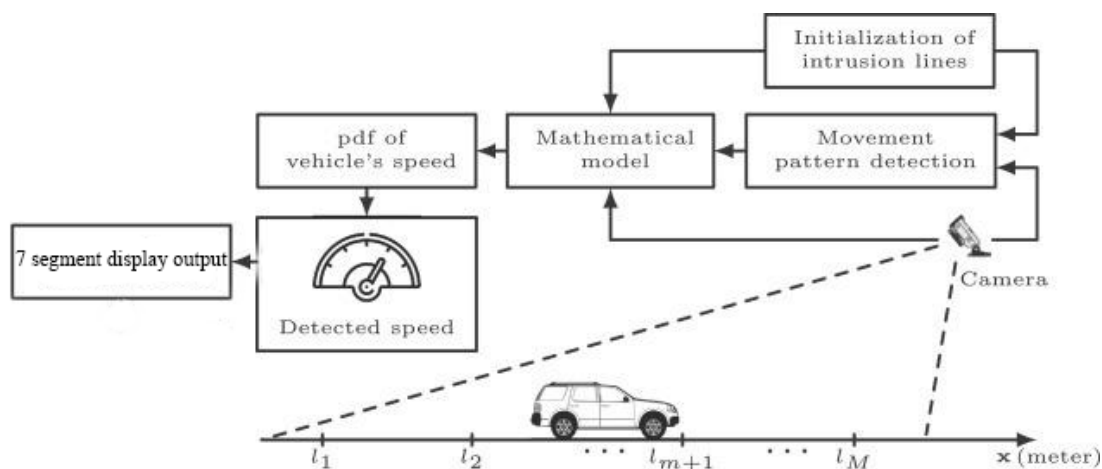 Initialization of
intrusion lines
pdf of
vehicle's speed
Mathematical
model
Movement
pattern detection
7 segment display output
Detected speed
Camera
l1 l2 ... lm+1 ... lM x (meter)